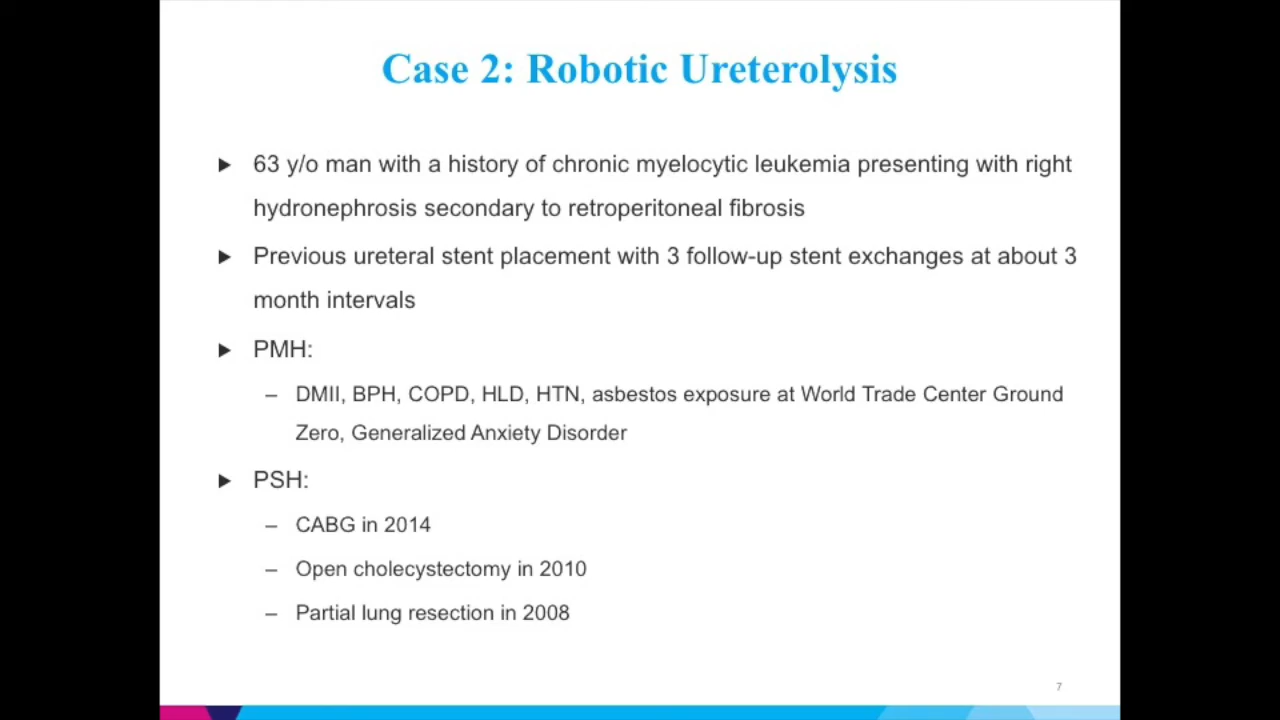 Case 2: Robotic Ureterolysis
63 y/o man with a history of chronic myelocytic leukemia presenting with right
hydronephrosis secondary to retroperitoneal fibrosis
Previous ureteral stent placement with 3 follow-up stent exchanges at about 3
month intervals
PMH:
– DMII, BPH, COPD, HLD, HTN, asbestos exposure at World Trade Center Ground
Zero, Generalized Anxiety Disorder
PSH:
– CABG in 2014
– Open cholecystectomy in 2010
– Partial lung resection in 2008
7